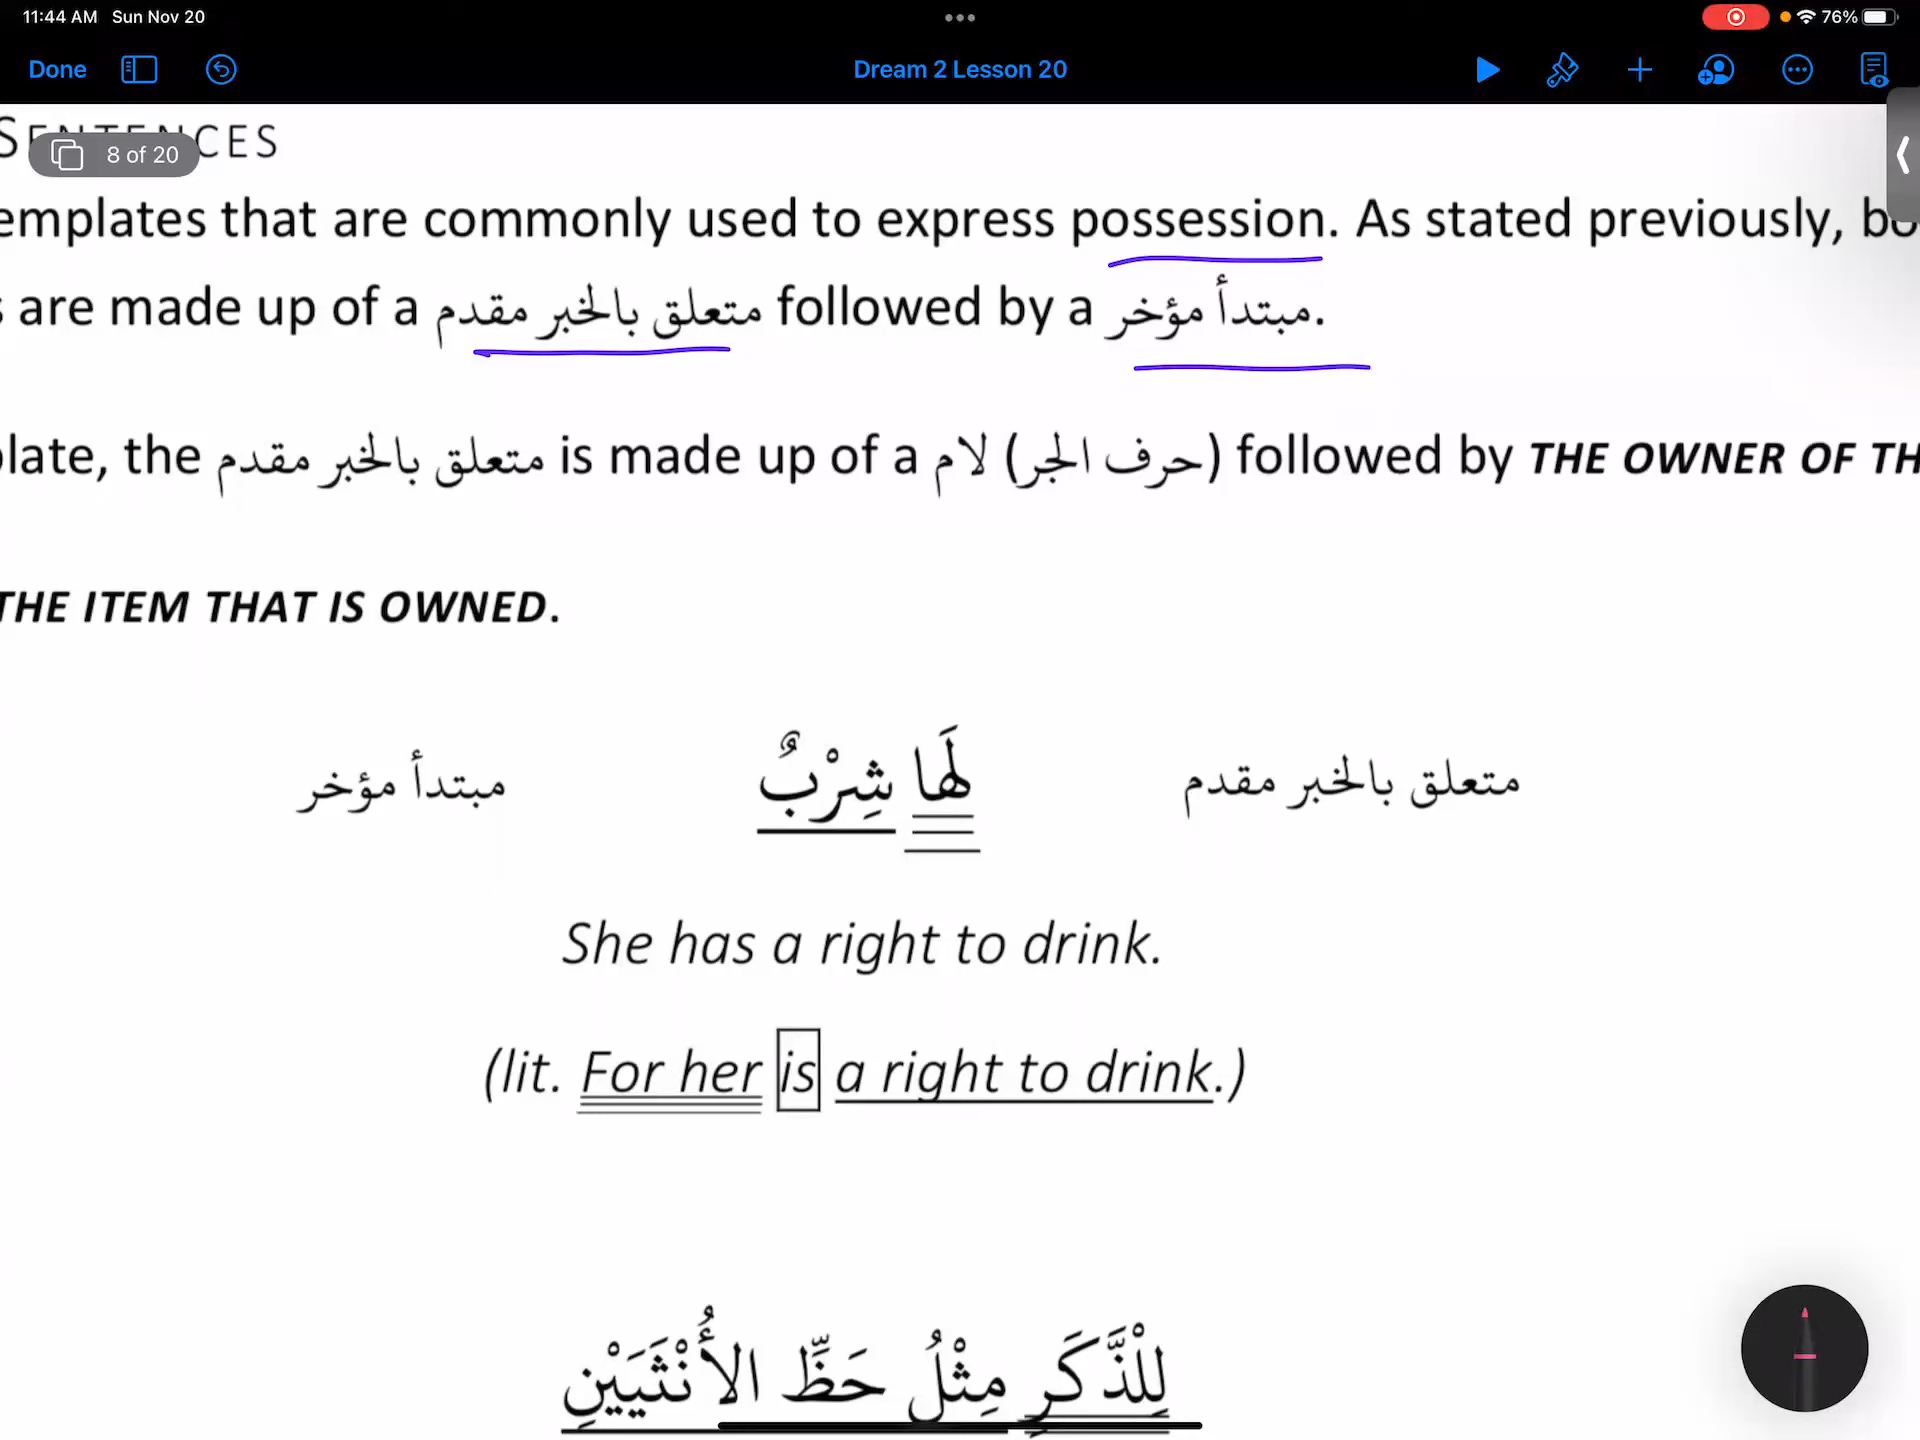 11:44 AM Sun Nov 20
76%
Done
Dream 2 Lesson 20
SENTENCES
8 of 20
emplates that are commonly used to express possession. As stated previously, bo
s are made up of a متعلق بالخبر مقدم followed by a مبتدأ مؤخر.
plate, the متعلق بالخبر مقدم is made up of a لام (حرف الجر) followed by THE OWNER OF TH
THE ITEM THAT IS OWNED.
متعلق بالخبر مقدم
لَهَا شِرْبٌ
مبتدأ مؤخر
She has a right to drink.
(lit. For her is a right to drink.)
لِلْذَّكَرِ مِثْلُ حَظِّ الأُنْثَيَيْنِ